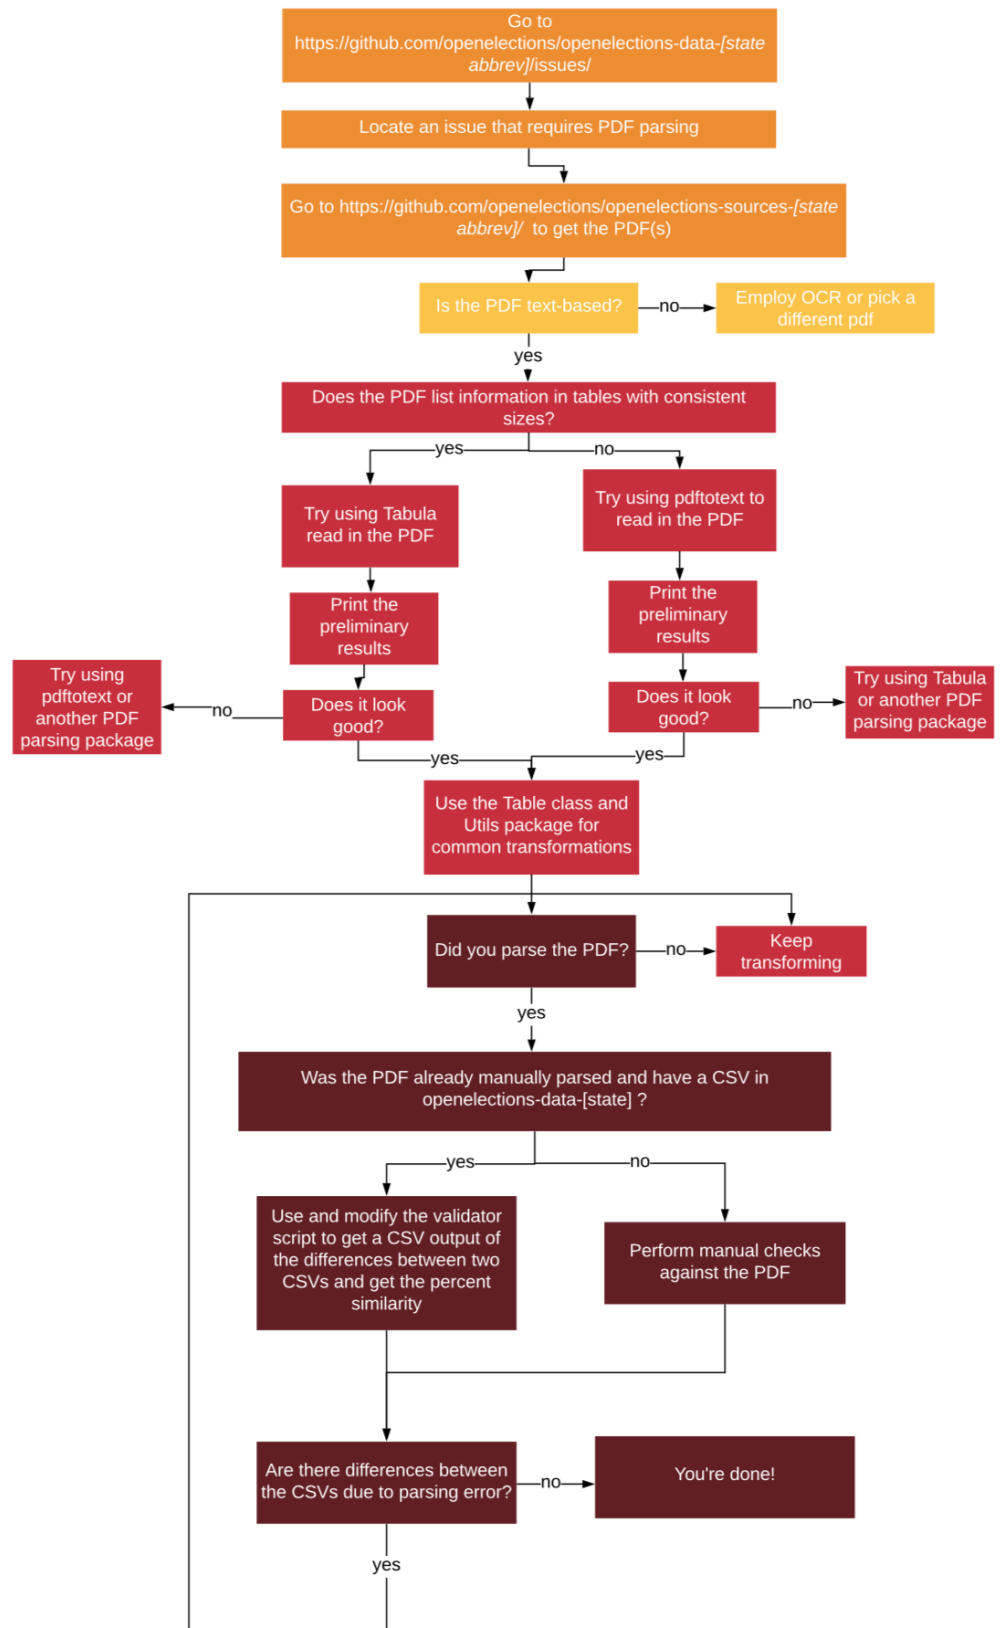 Go to
https://github.com/openelections/openelections-data-[state
abbrev]/issues/
Locate an issue that requires PDF parsing
Go to https://github.com/openelections/openelections-sources-[state
abbrev]/  to get the PDF(s)
Is the PDF text-based?
no
Employ OCR or pick a
different pdf
yes
Does the PDF list information in tables with consistent
sizes?
yes
no
Try using Tabula
read in the PDF
Try using pdftotext to
read in the PDF
Print the
preliminary
results
Print the
preliminary
results
Try using
pdftotext or
another PDF
parsing package
no
Does it look
good?
Does it look
good?
no
Try using Tabula
or another PDF
parsing package
yes
yes
Use the Table class and
Utils package for
common transformations
Did you parse the PDF?
no
Keep
transforming
yes
Was the PDF already manually parsed and have a CSV in
openelections-data-[state] ?
yes
no
Use and modify the validator
script to get a CSV output of
the differences between two
CSVs and get the percent
similarity
Perform manual checks
against the PDF
Are there differences between
the CSVs due to parsing error?
no
You're done!
yes